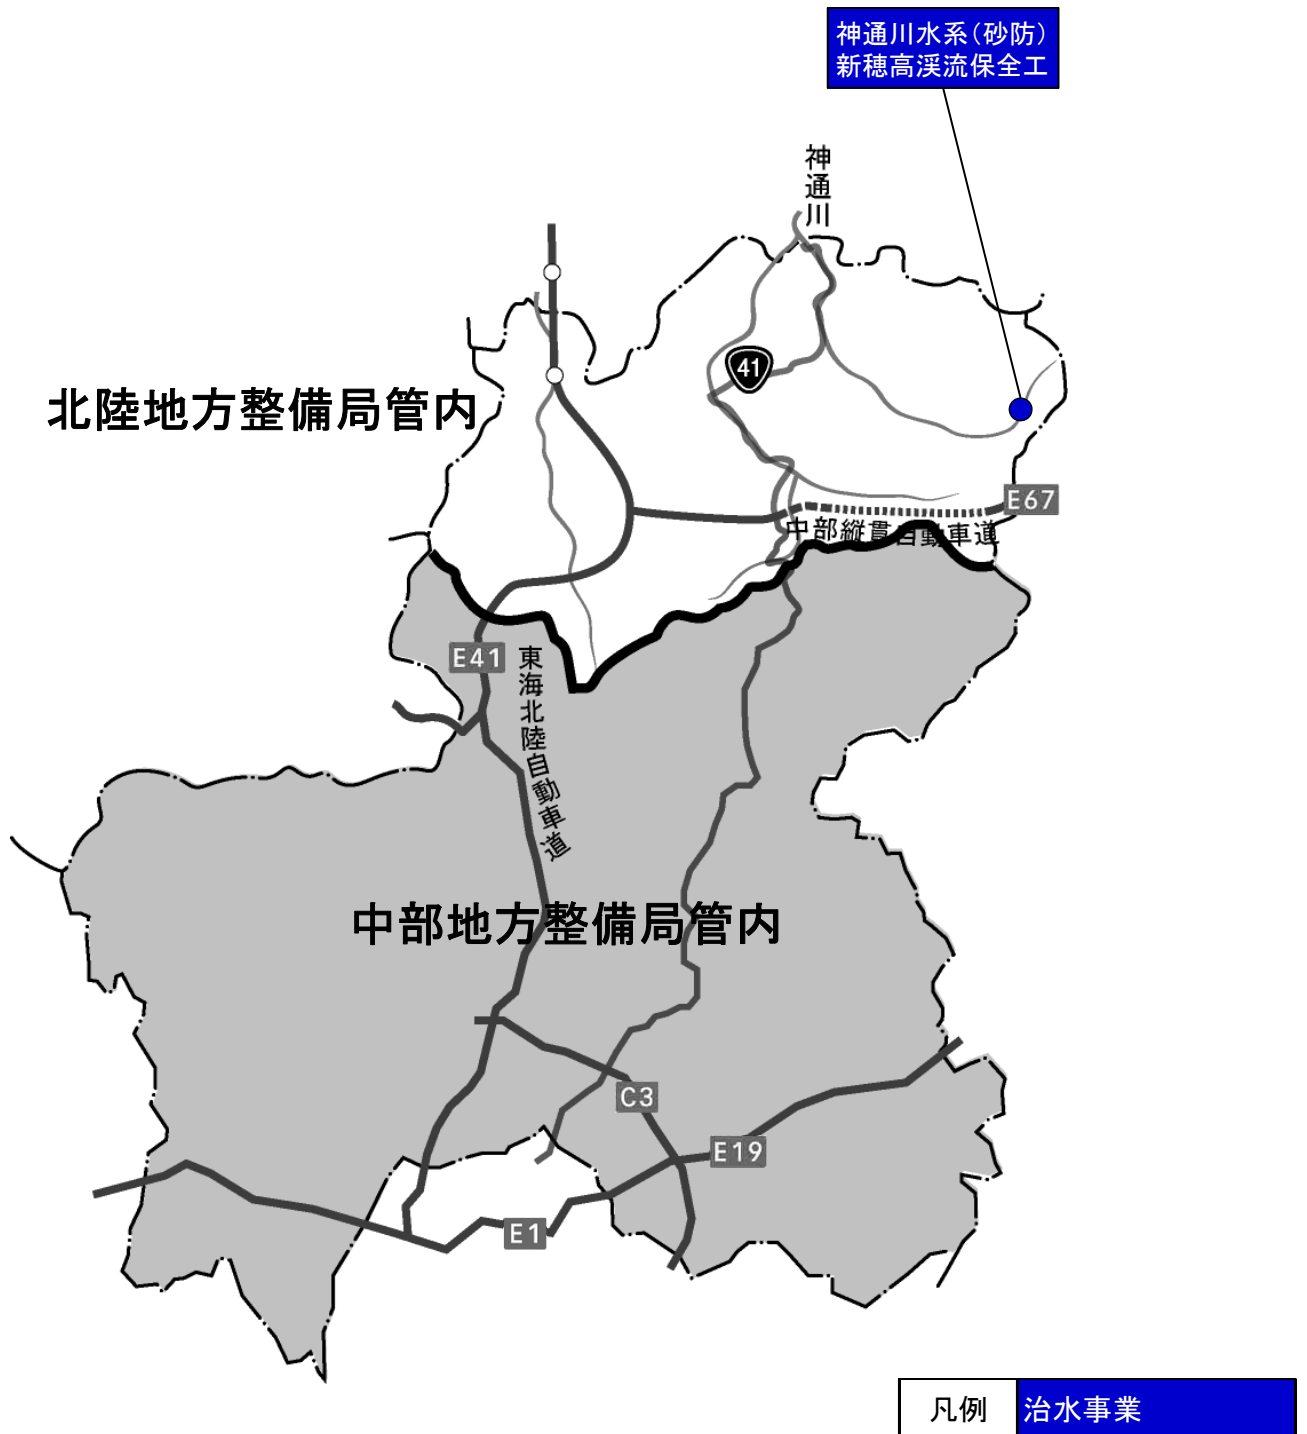 神通川水系(砂防)
新穂高渓流保全工
神通川
41
北陸地方整備局管内
E67
中部縦貫自動車道
E41
東海北陸自動車道
中部地方整備局管内
C3
E19
E1
凡例
治水事業